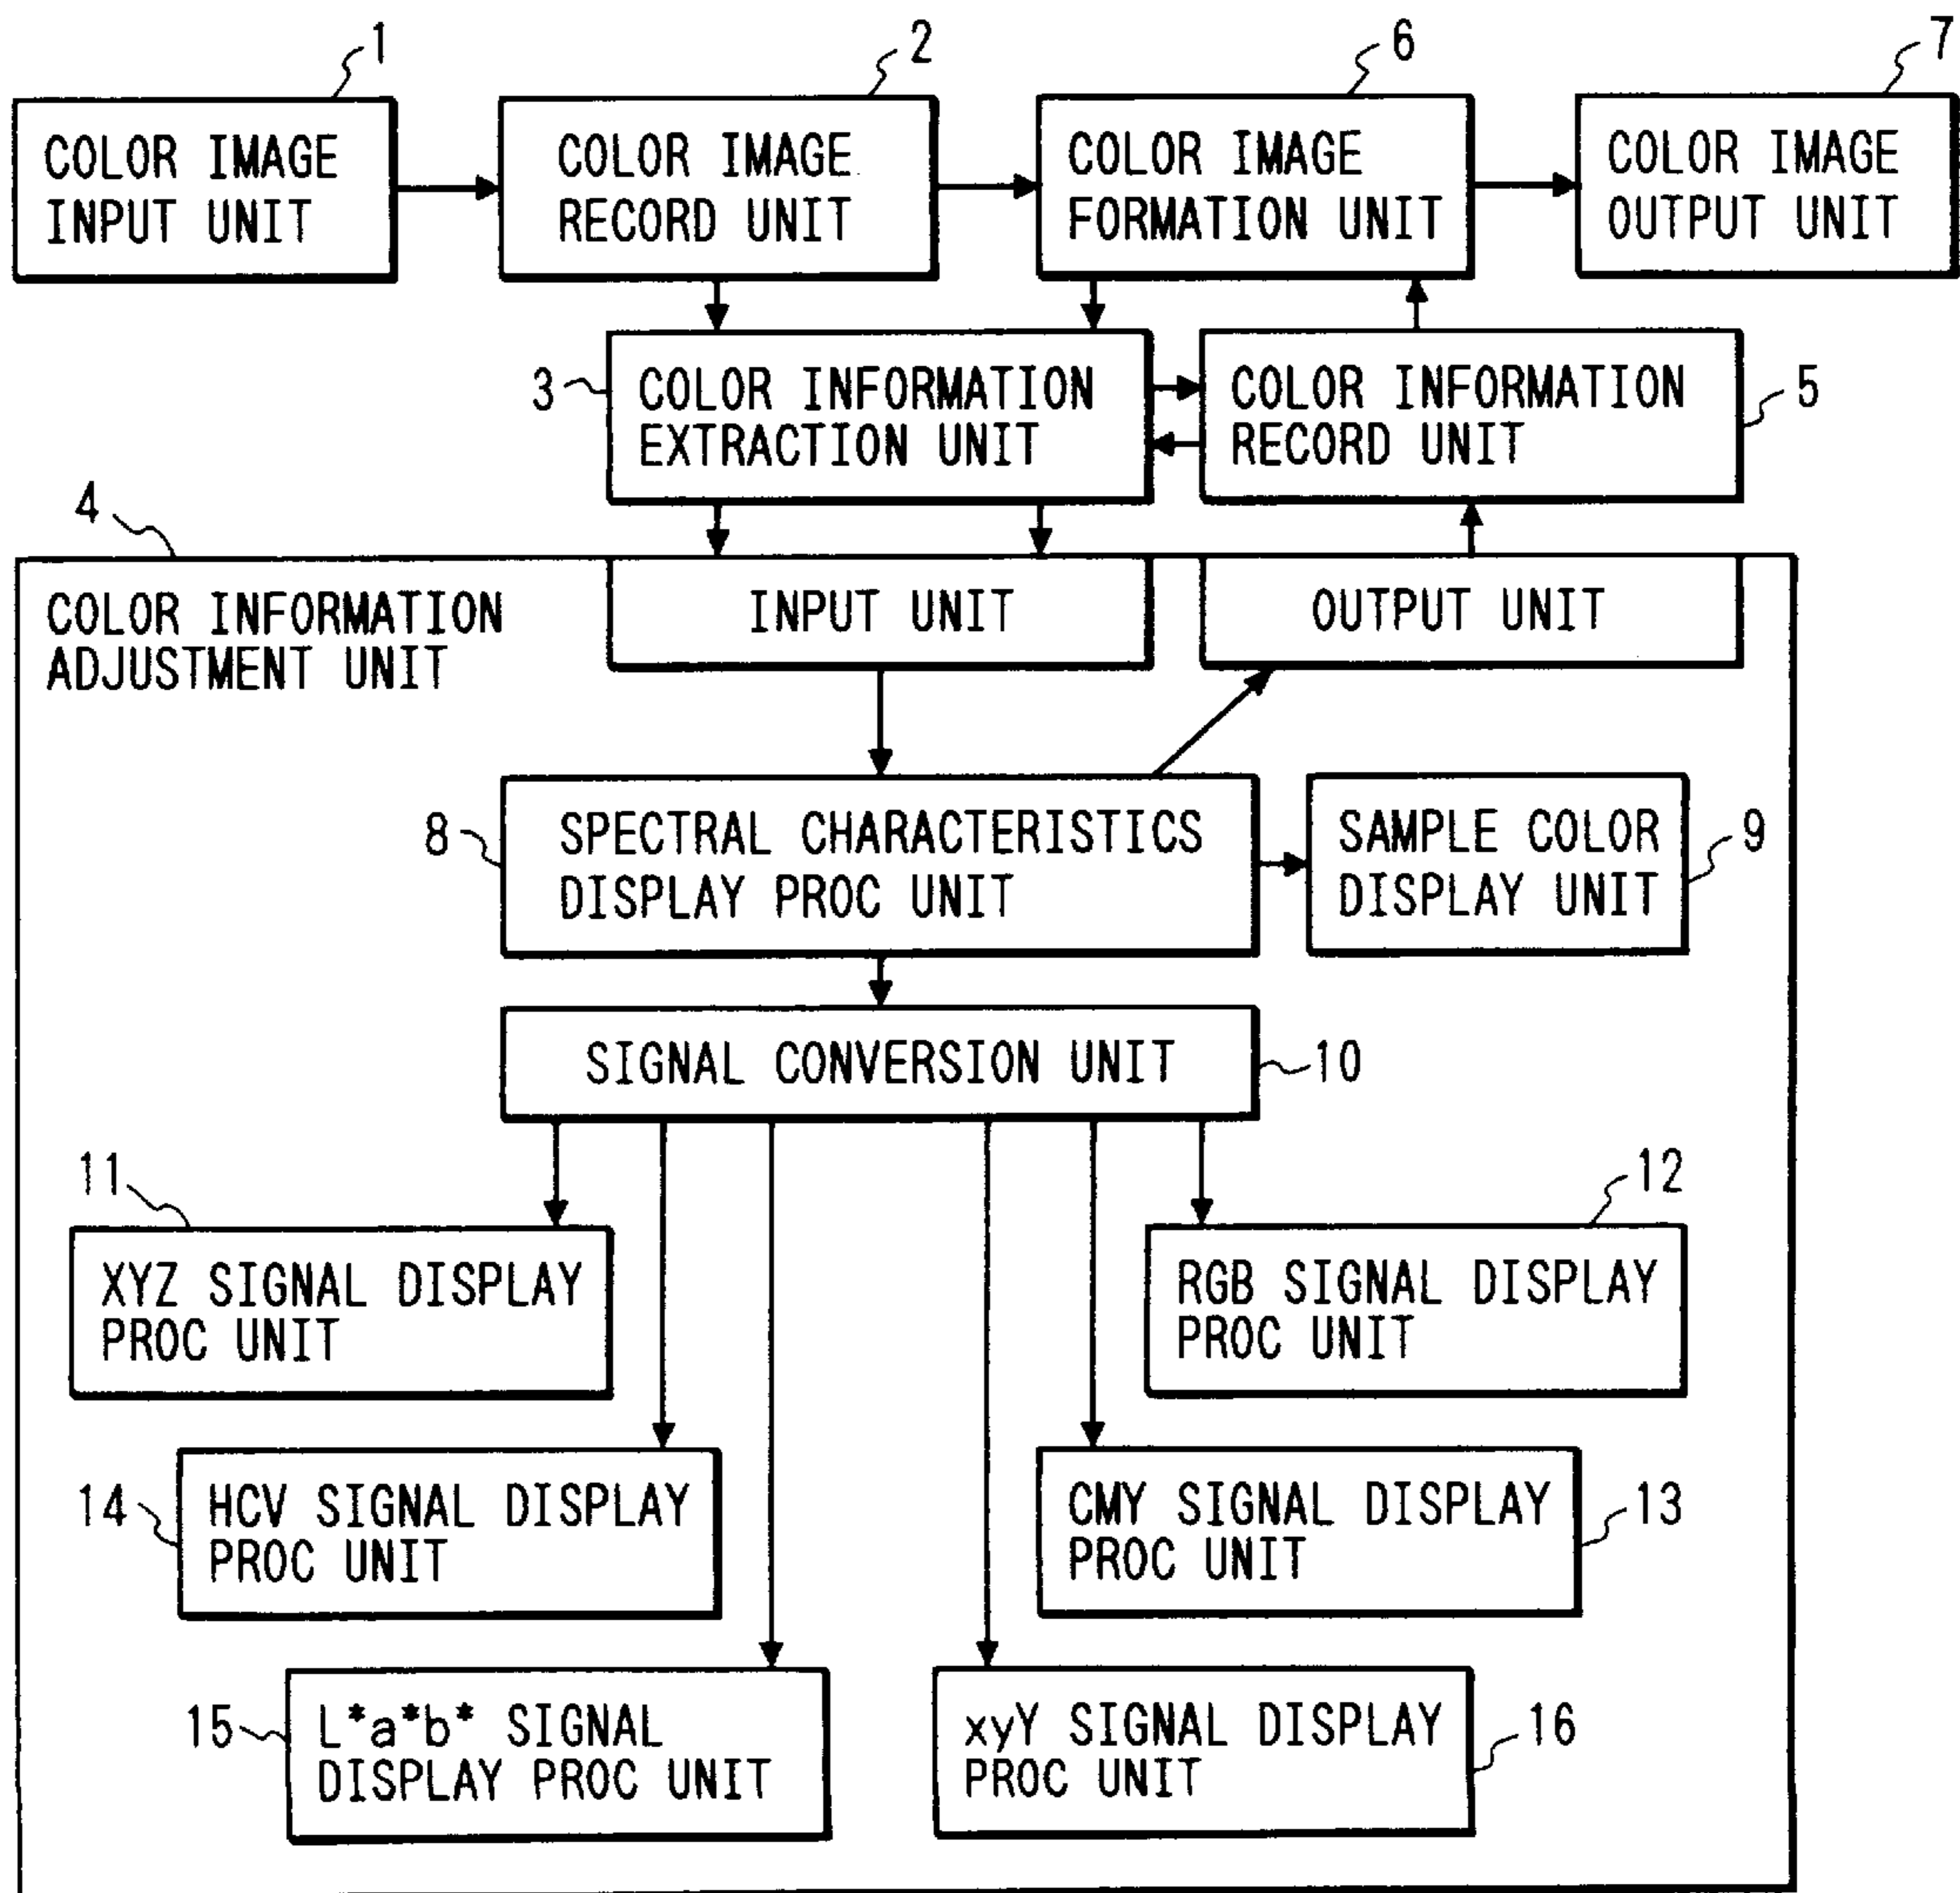 1
2
6
7
COLOR IMAGE
INPUT UNIT
COLOR IMAGE
RECORD UNIT
COLOR IMAGE
FORMATION UNIT
COLOR IMAGE
OUTPUT UNIT
3
COLOR INFORMATION
EXTRACTION UNIT
COLOR INFORMATION
RECORD UNIT
5
4
COLOR INFORMATION
ADJUSTMENT UNIT
INPUT UNIT
OUTPUT UNIT
8
SPECTRAL CHARACTERISTICS
DISPLAY PROC UNIT
SAMPLE COLOR
DISPLAY UNIT
9
SIGNAL CONVERSION UNIT
10
11
XYZ SIGNAL DISPLAY
PROC UNIT
12
RGB SIGNAL DISPLAY
PROC UNIT
14
HCV SIGNAL DISPLAY
PROC UNIT
CMY SIGNAL DISPLAY
PROC UNIT
13
15
L*a*b* SIGNAL
DISPLAY PROC UNIT
xyY SIGNAL DISPLAY
PROC UNIT
16